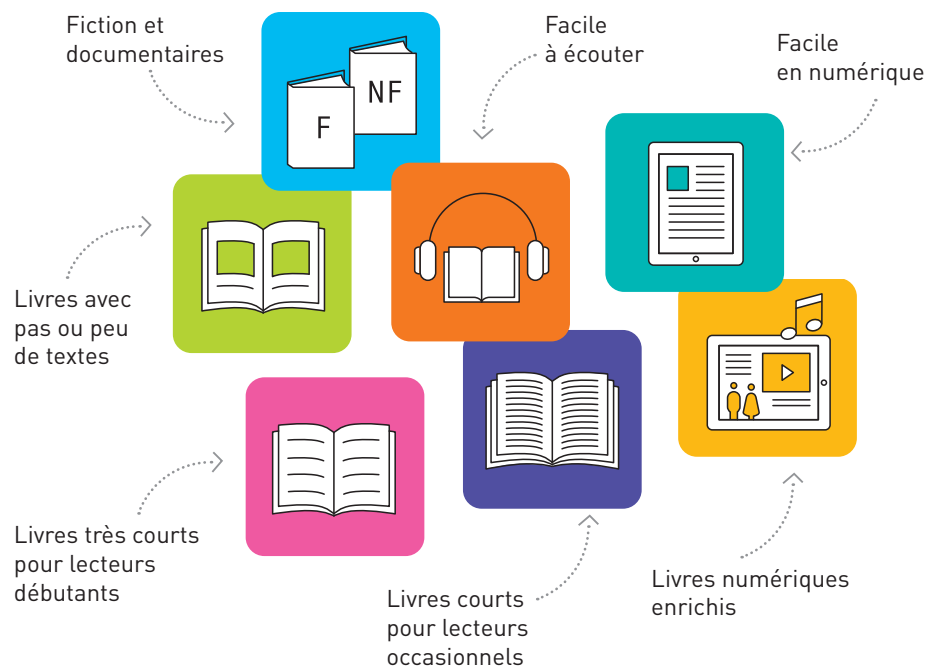 Fiction et
documentaires
F
NF
Facile
à écouter
Facile
en numérique
Livres avec
pas ou peu
de textes
Livres très courts
pour lecteurs
débutants
Livres courts
pour lecteurs
occasionnels
Livres numériques
enrichis